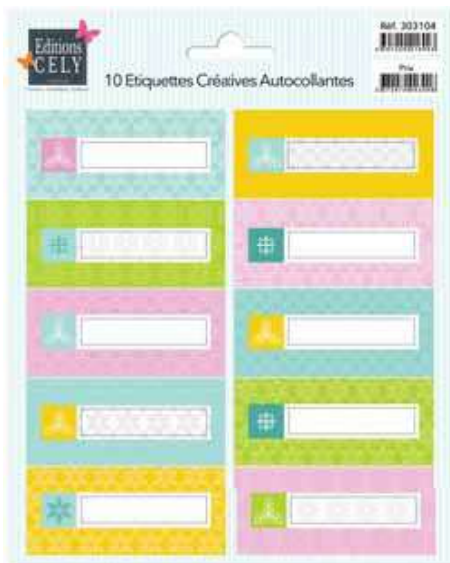 Editions
CELY
10 Etiquettes Créatives Autocollantes
Réf. 303104
Prix